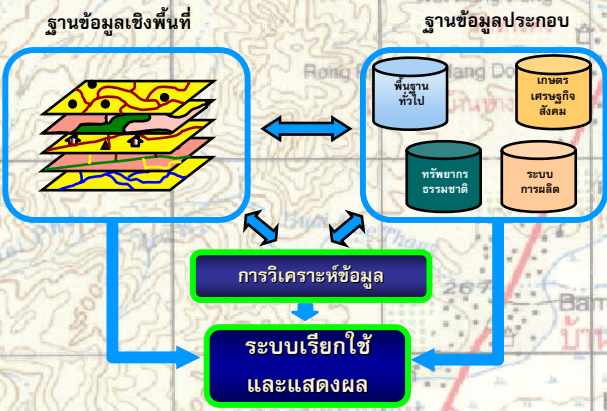 ฐานข้อมูลเชิงพื้นที่
ฐานข้อมูลประกอบ
พื้นฐาน
ทั่วไป
เกษตร
เศรษฐกิจ
สังคม
ทรัพยากร
ธรรมชาติ
ระบบ
การผลิต
การวิเคราะห์ข้อมูล
ระบบเรียกใช้
และแสดงผล